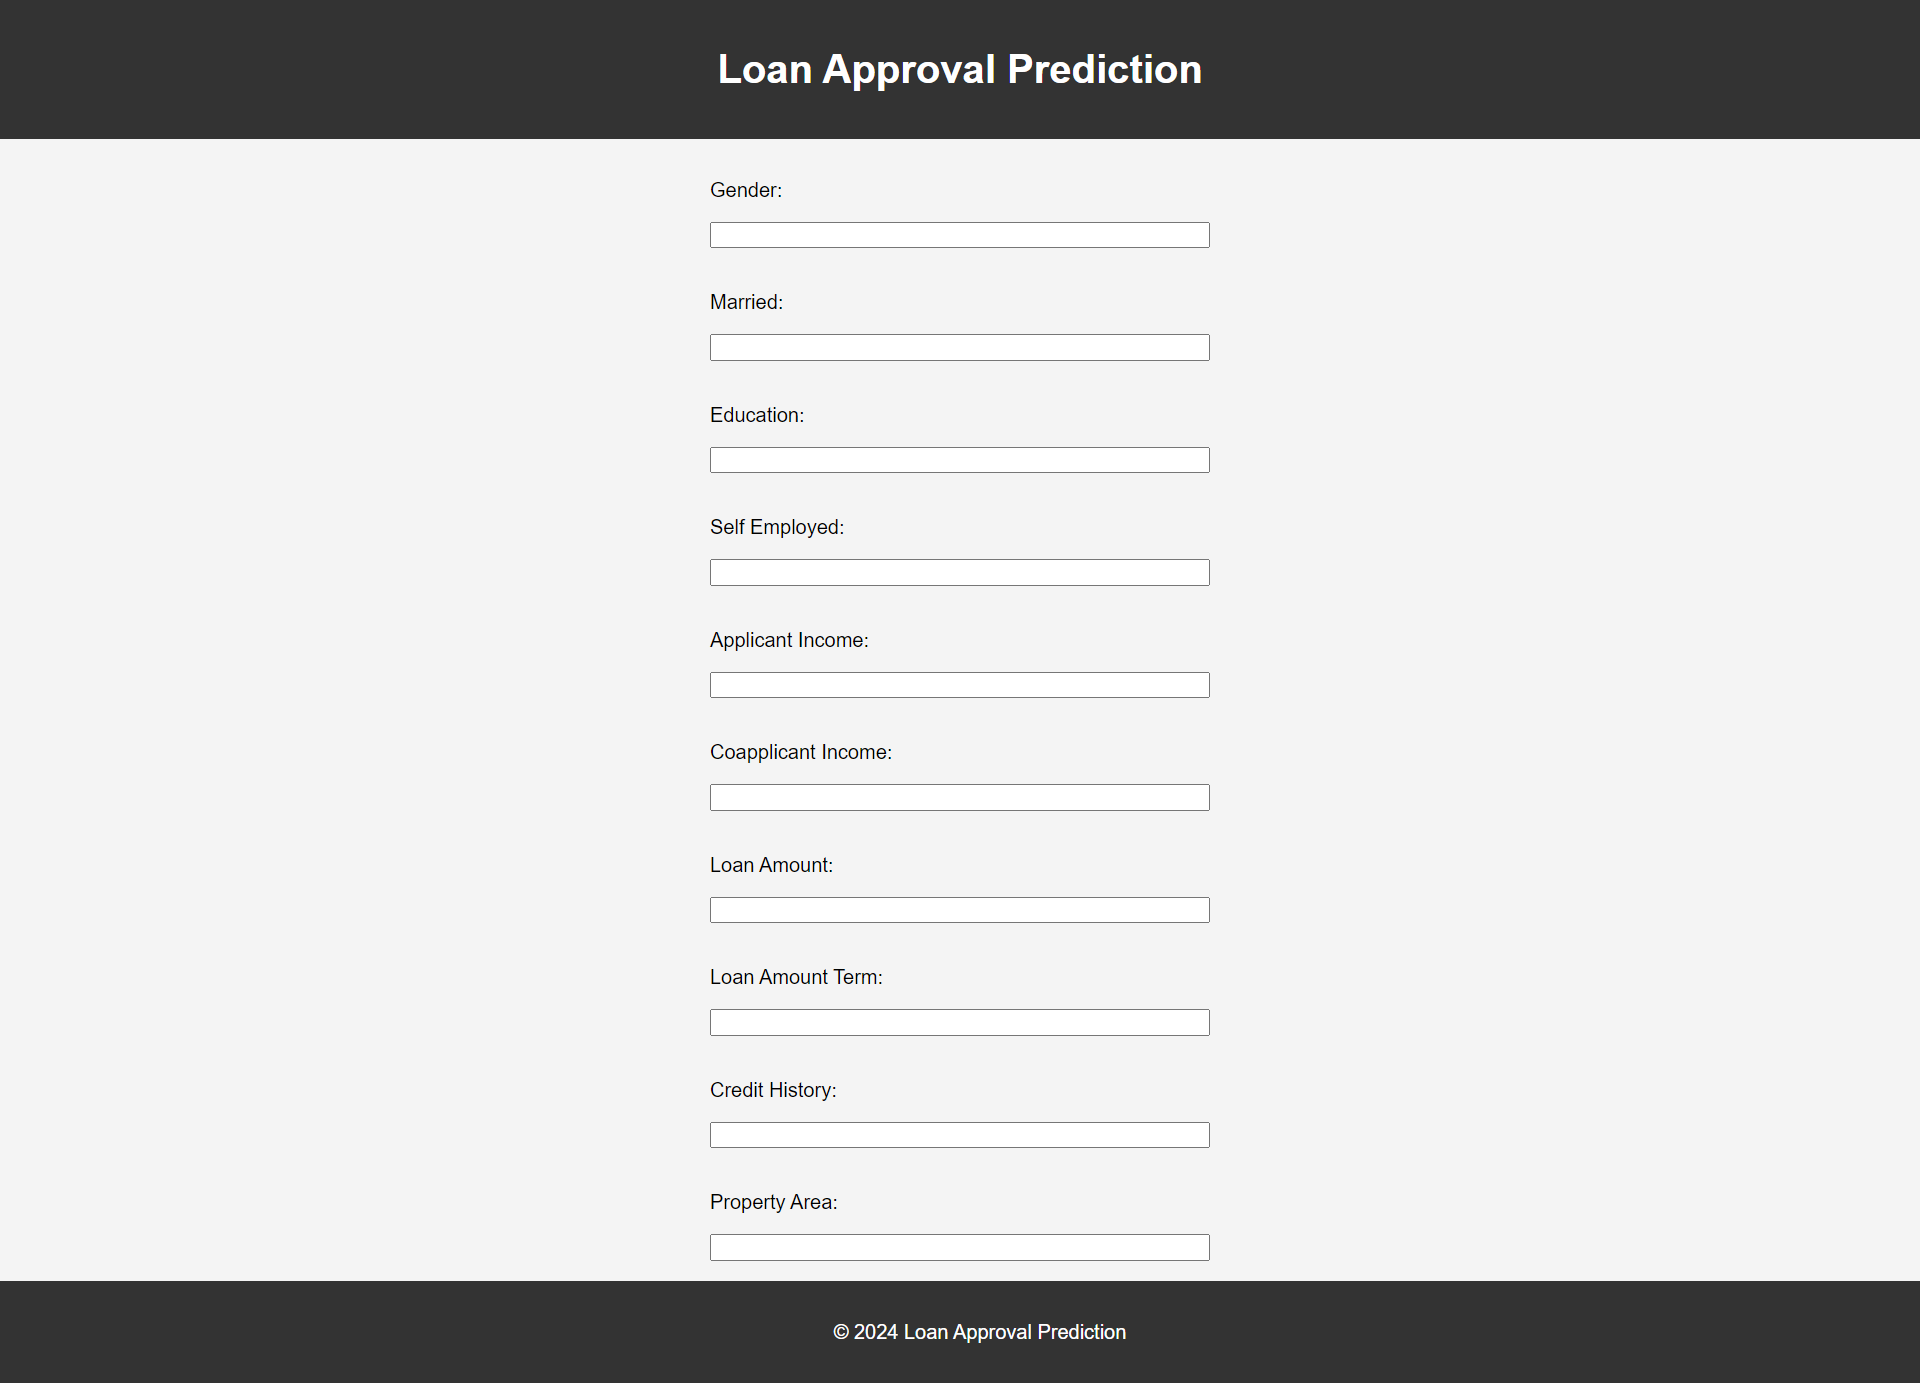 Loan Approval Prediction
Gender:
Married:
Education:
Self Employed:
Applicant Income:
Coapplicant Income:
Loan Amount:
Loan Amount Term:
Credit History:
Property Area:
© 2024 Loan Approval Prediction